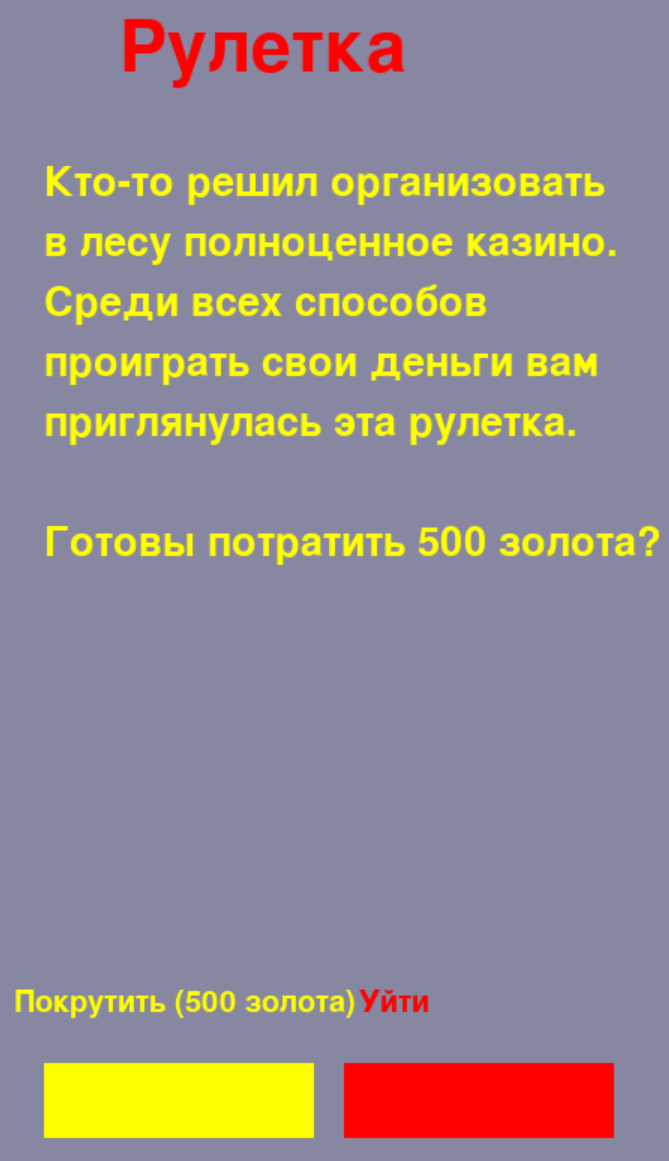 Рулетка
Кто-то решил организовать
в лесу полноценное казино.
Среди всех способов
проиграть свои деньги вам
приглянулась эта рулетка.
Готовы потратить 500 золота?
Покрутить (500 золота) Уйти